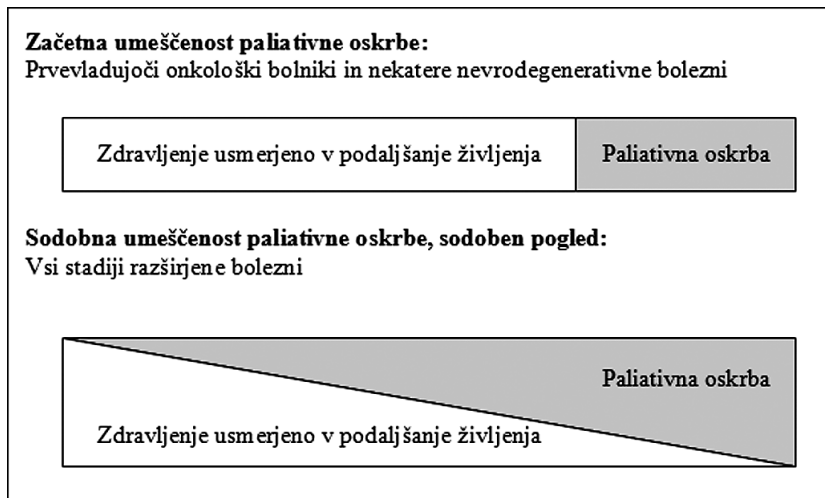 Začetna umeščenost paliativne oskrbe:
Prvevladujoči onkološki bolniki in nekatere nevrodegenerativne bolezni
Zdravljenje usmerjeno v podaljšanje življenja
Paliativna oskrba
Sodobna umeščenost paliativne oskrbe, sodoben pogled:
Vsi stadiji razširjene bolezni
Paliativna oskrba
Zdravljenje usmerjeno v podaljšanje življenja